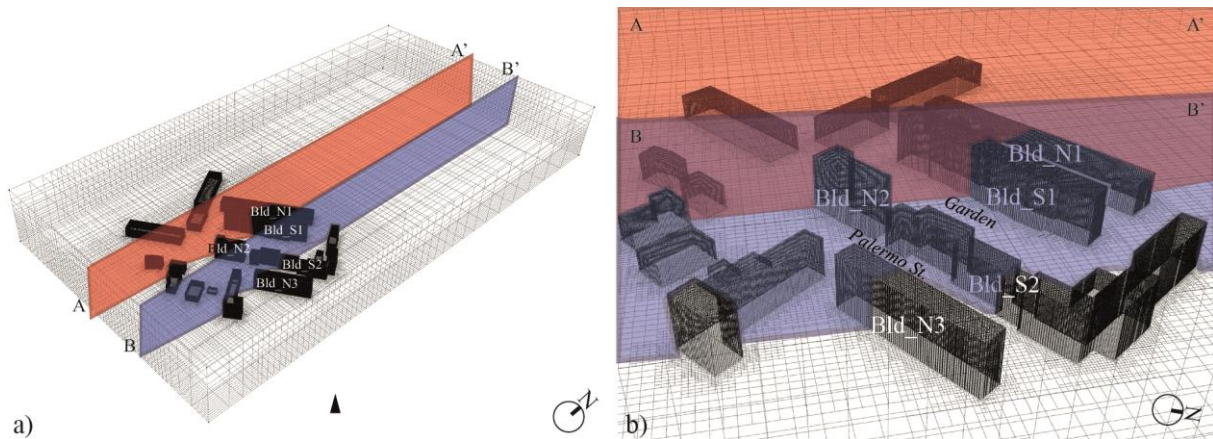 A'
B'
Bld_N1
Bld_S1
Bld_N2
Bld_S2
Bld_N3
A
B
a)
N
A
A'
B
B'
Bld_N1
Bld_N2
Bld_S1
Garden
Palermo St.
Bld_S2
Bld_N3
b)
N